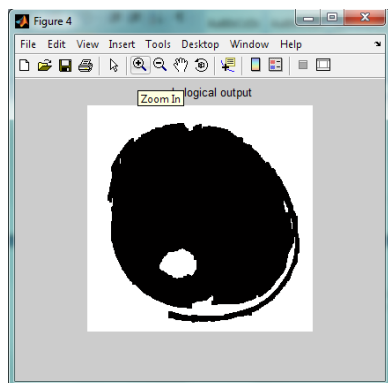 Figure 4
File Edit View Insert Tools Desktop Window Help
Zoom In
logical output